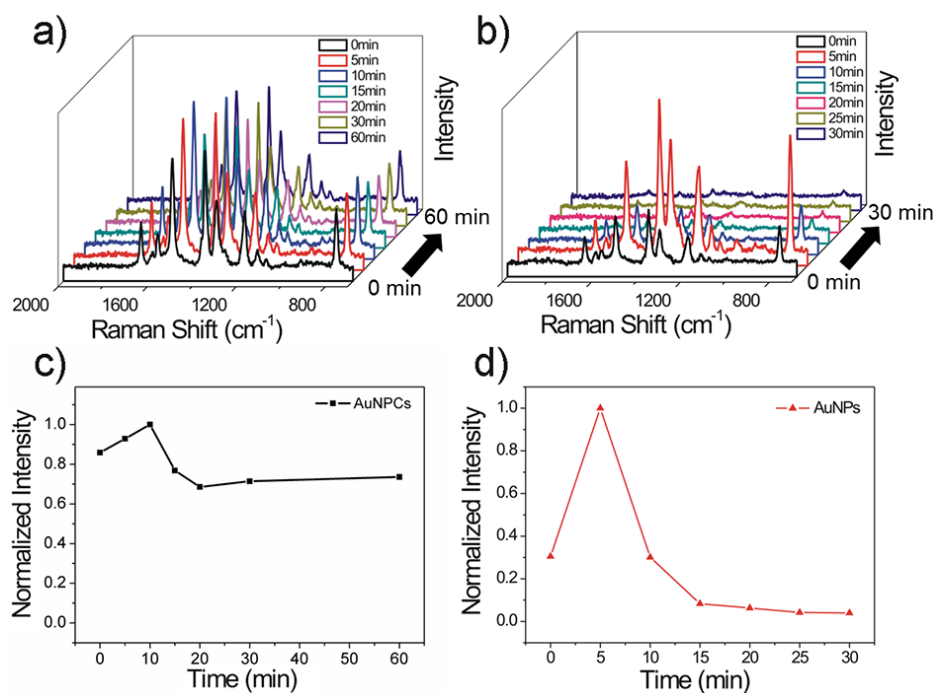 a)
0min
5min
10min
15min
20min
30min
60min
Intensity
60 min
0 min
2000 1600 1200 800
Raman Shift (cm⁻¹)
b)
0min
5min
10min
15min
20min
25min
30min
Intensity
30 min
0 min
2000 1600 1200 800
Raman Shift (cm⁻¹)
c)
AuNPCs
Normalized Intensity
1.0
0.8
0.6
0.4
0.2
0.0
0 10 20 30 40 50 60
Time (min)
d)
AuNPs
Normalized Intensity
1.0
0.8
0.6
0.4
0.2
0.0
0 5 10 15 20 25 30
Time (min)